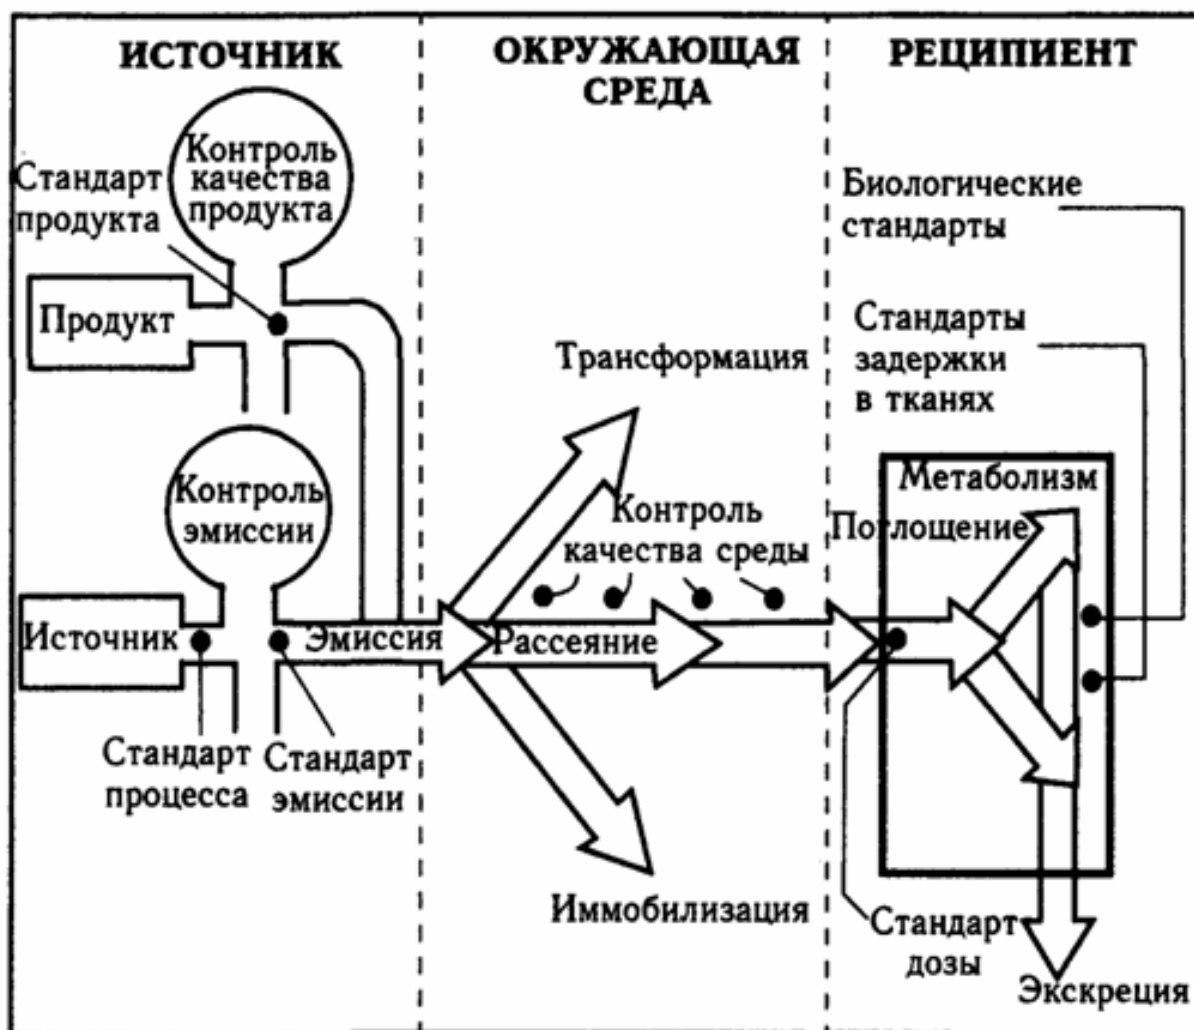 ИСТОЧНИК
Контроль
качества
продукта
Стандарт
продукта
Продукт
Контроль
эмиссии
Источник
Эмиссия
Стандарт
процесса
Стандарт
эмиссии
ОКРУЖАЮЩАЯ
СРЕДА
Трансформация
Контроль
качества среды
Рассеяние
Иммобилизация
РЕЦИПИЕНТ
Биологические
стандарты
Стандарты
задержки
в тканях
Метаболизм
Поглощение
Стандарт
дозы
Экскреция